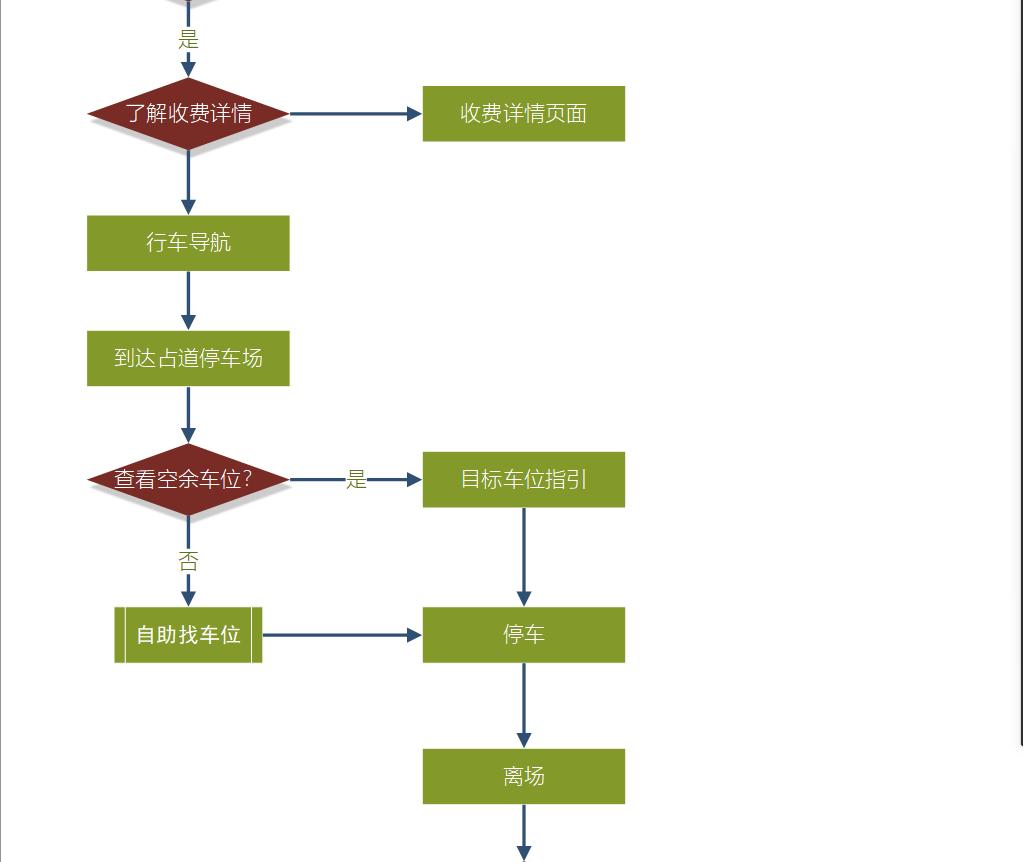 是
了解收费详情
收费详情页面
行车导航
到达占道停车场
查看空余车位？
是
目标车位指引
否
自助找车位
停车
离场